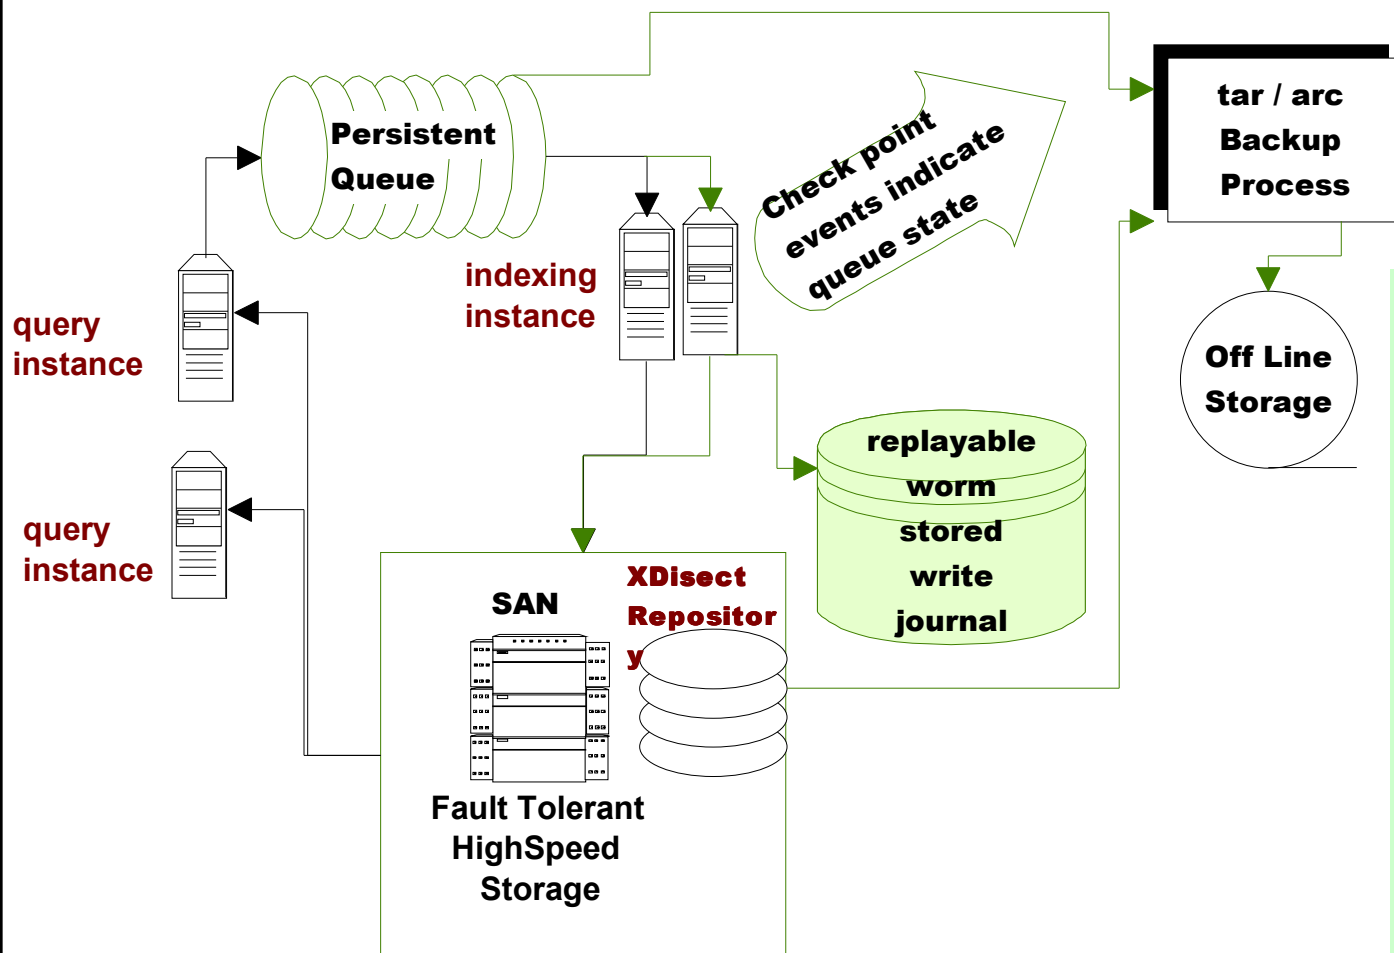 Persistent
Queue
Check point
events indicate
queue state
tar / arc
Backup
Process
indexing
instance
query
instance
Off Line
Storage
replayable
worm
stored
write
journal
query
instance
SAN
XDisect
Repositor
y
Fault Tolerant
HighSpeed
Storage